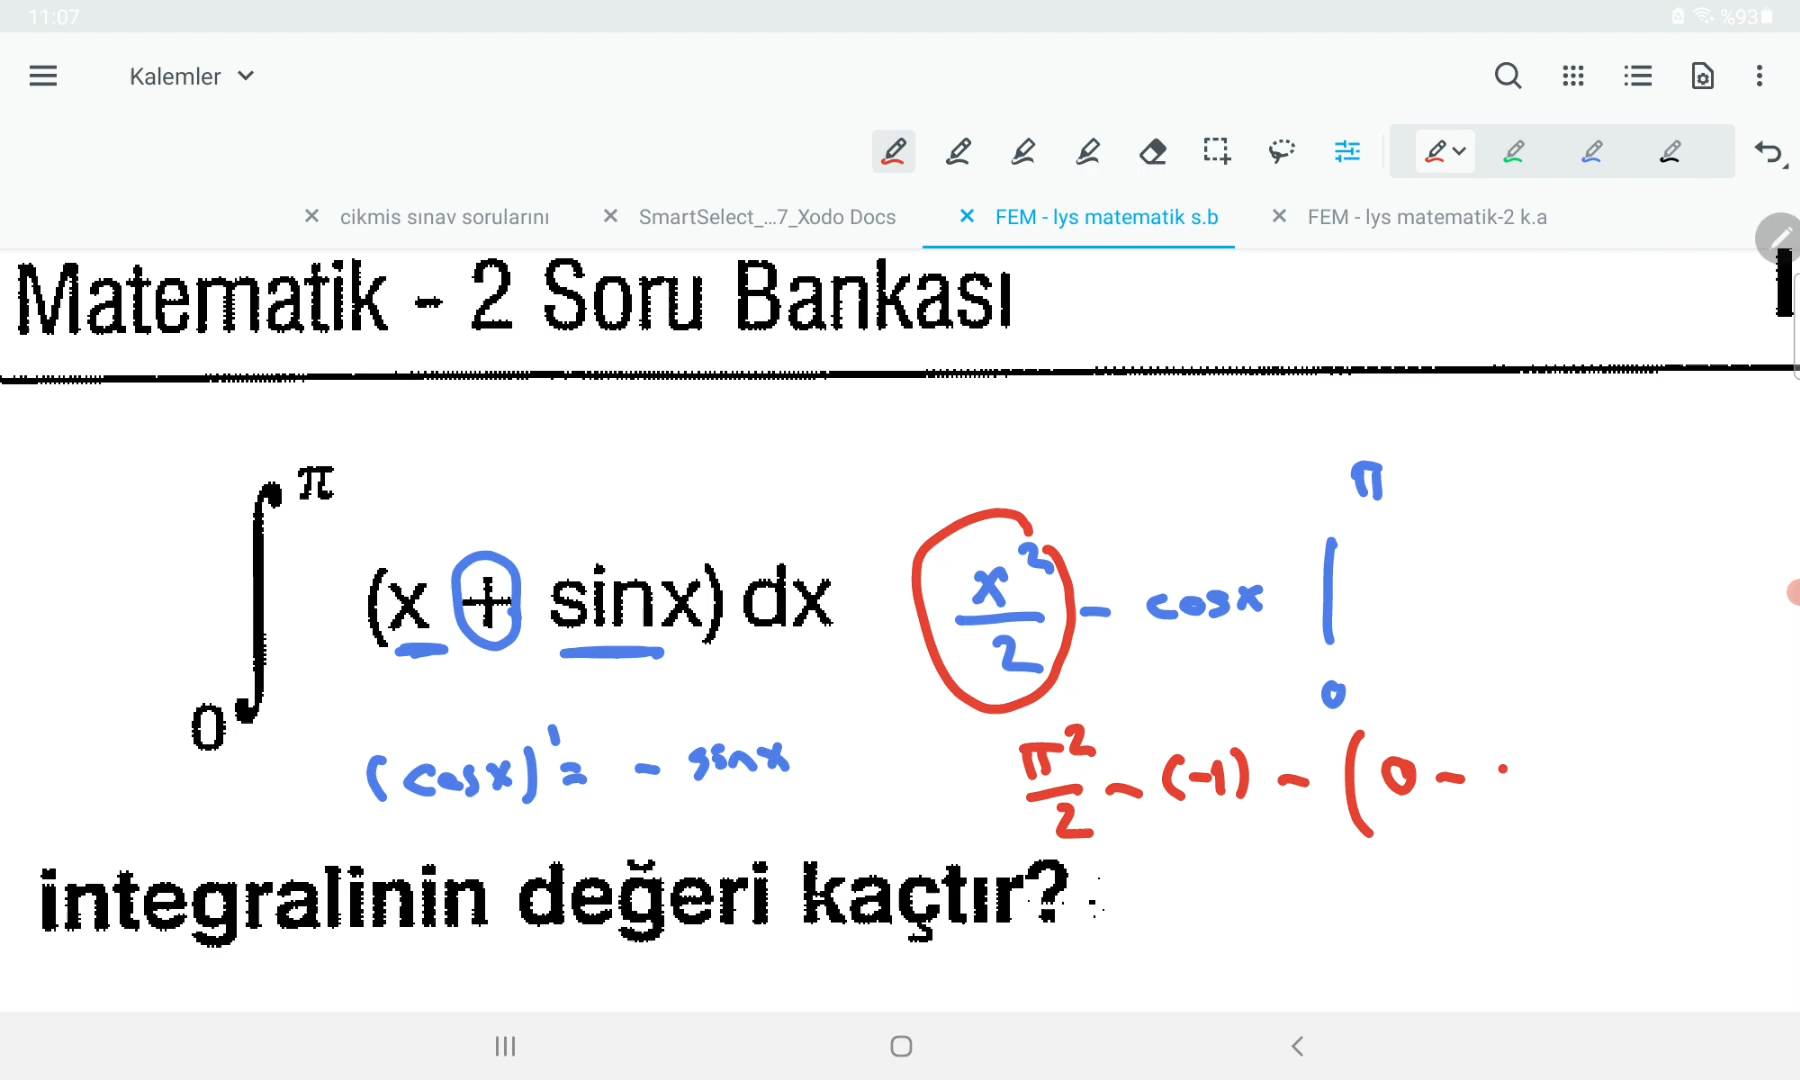 11:07 %93
Kalemler
cikmis sınav sorularını SmartSelect_...7_Xodo Docs FEM - lys matematik s.b FEM - lys matematik-2 k.a
Matematik - 2 Soru Bankası
∫₀^π (x + sinx) dx x²/2 - cosx |₀^π
(cosx)' = - sinx π²/2 - (-1) - (0 -
integralinin değeri kaçtır?